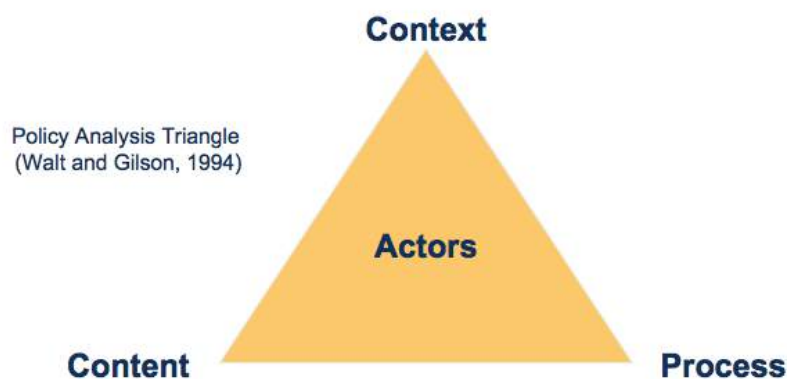 Context
Policy Analysis Triangle
(Walt and Gilson, 1994)
Actors
Content
Process